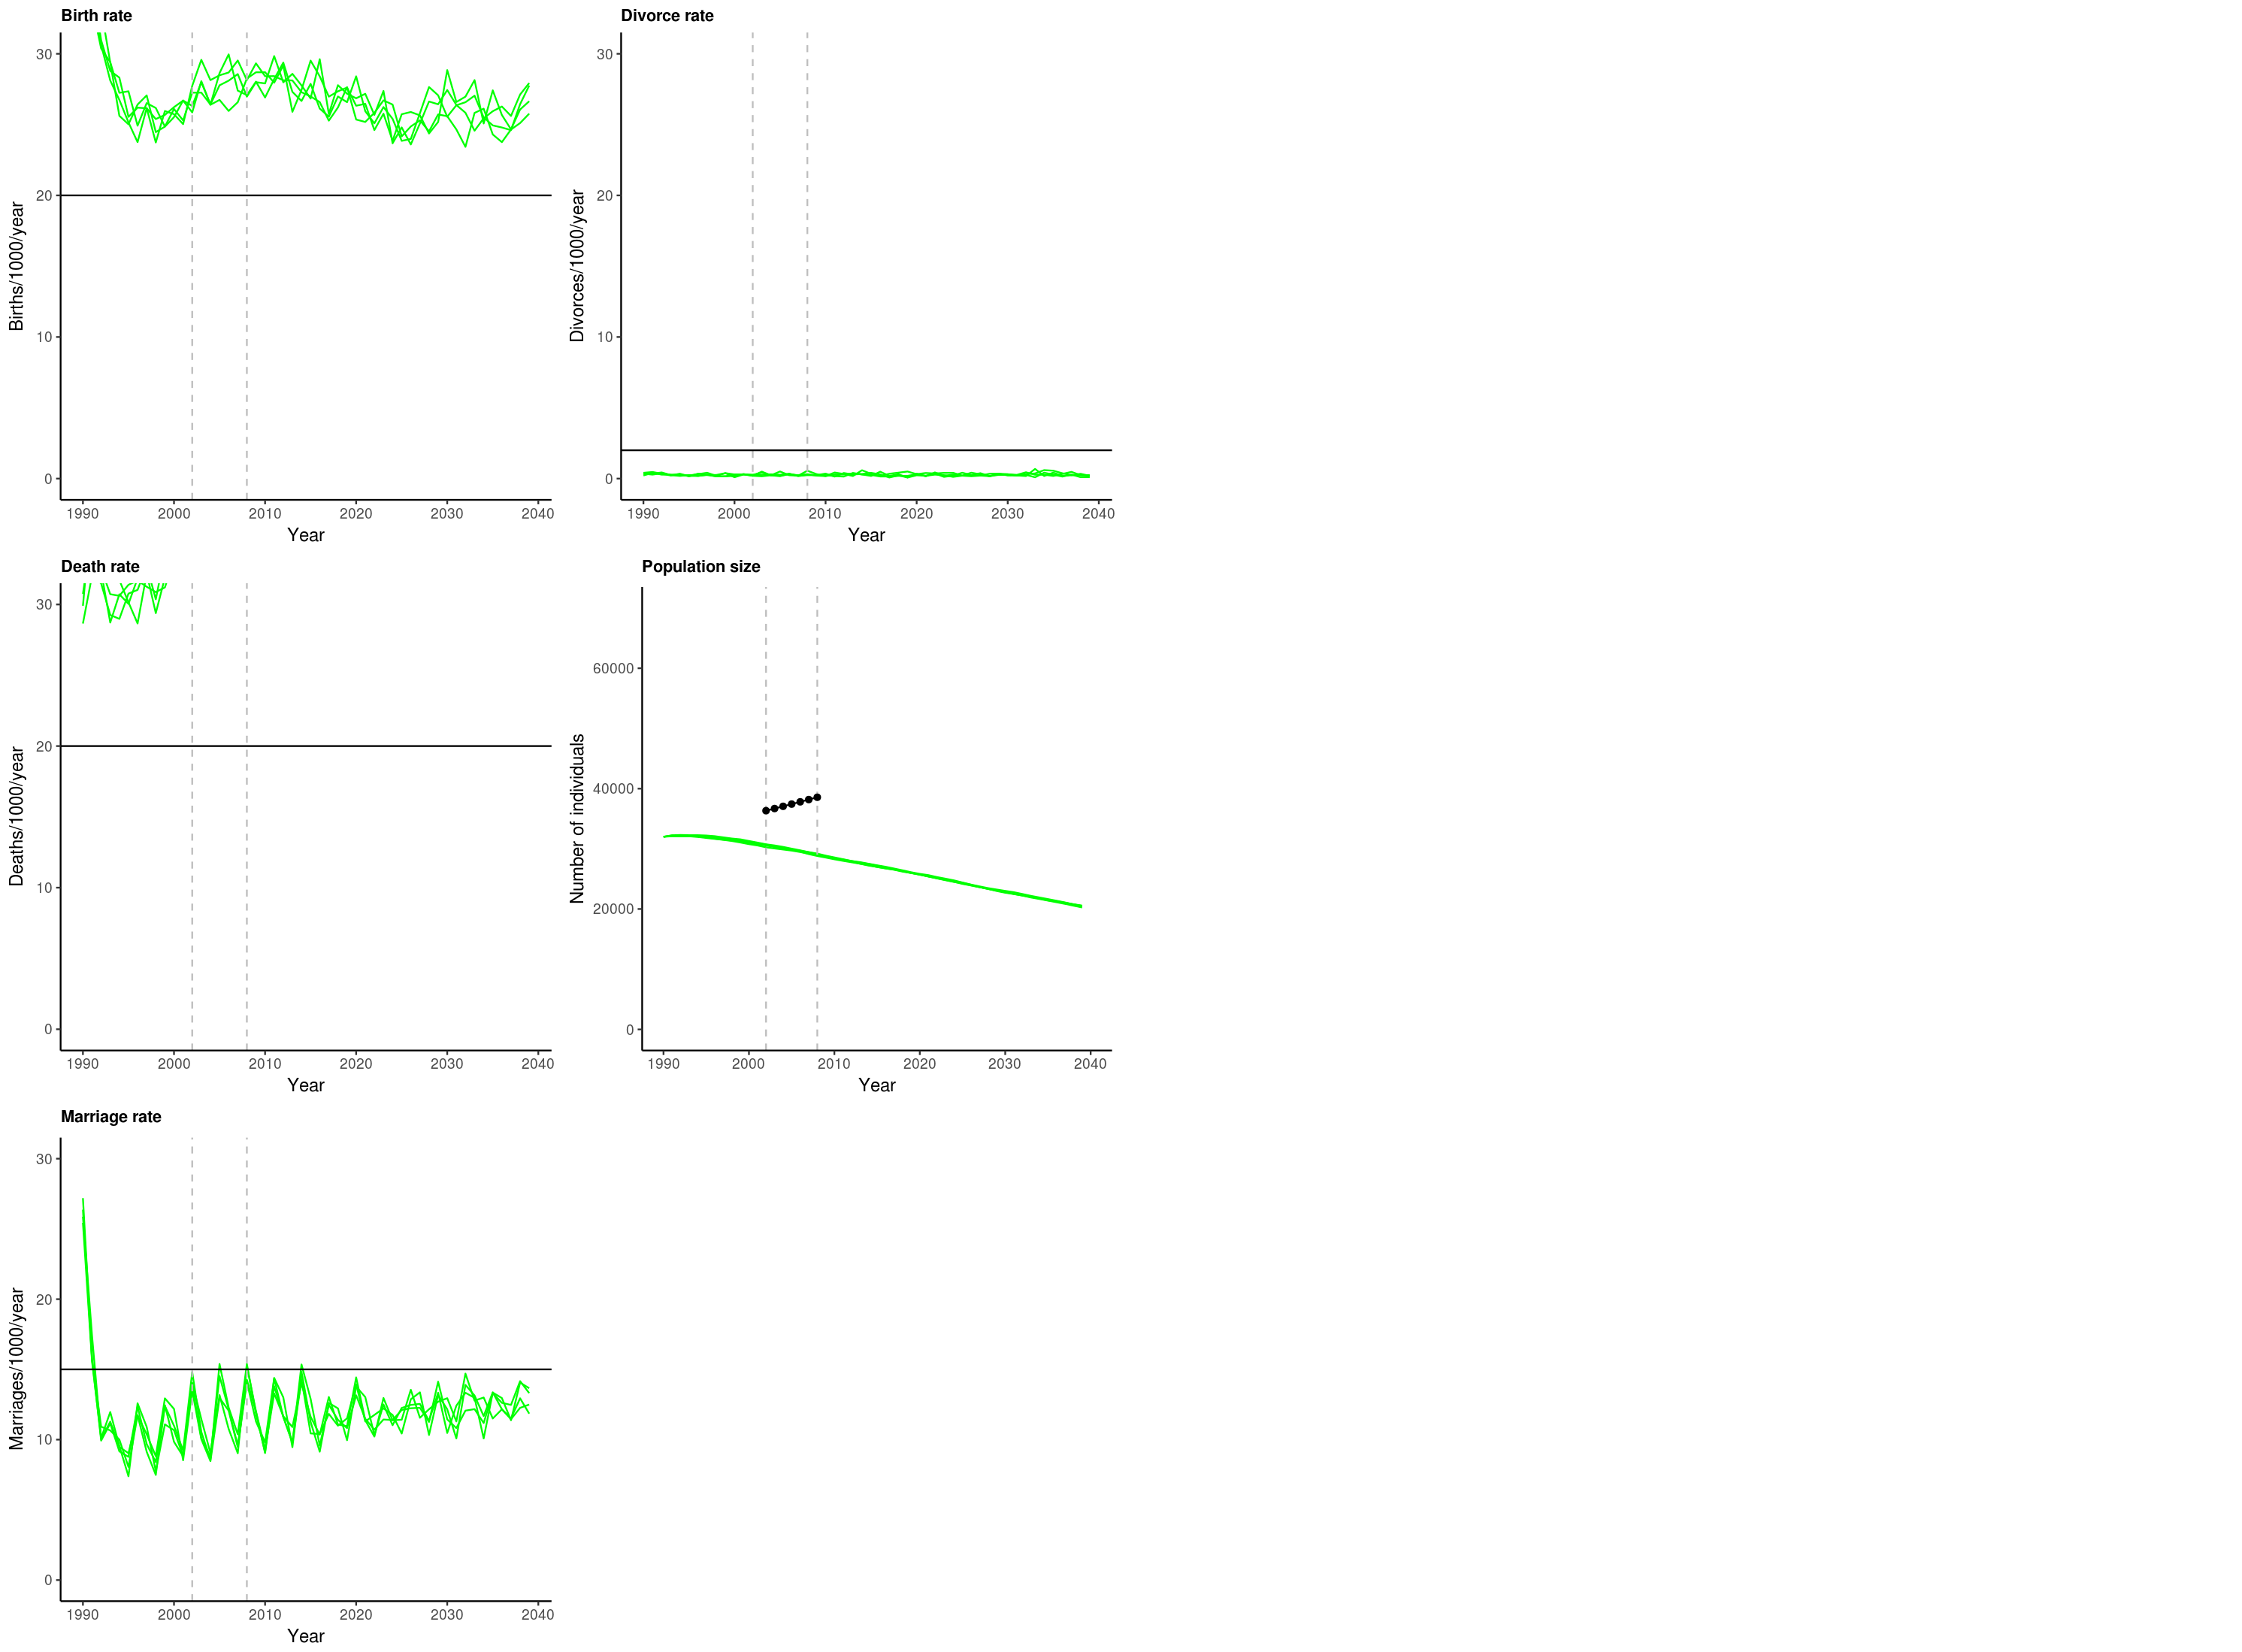 Birth rate
Births/1000/year
30
20
10
0
1990 2000 2010 2020 2030 2040
Year
Divorce rate
Divorces/1000/year
30
20
10
0
1990 2000 2010 2020 2030 2040
Year
Death rate
Deaths/1000/year
30
20
10
0
1990 2000 2010 2020 2030 2040
Year
Population size
Number of individuals
60000
40000
20000
0
1990 2000 2010 2020 2030 2040
Year
Marriage rate
Marriages/1000/year
30
20
10
0
1990 2000 2010 2020 2030 2040
Year